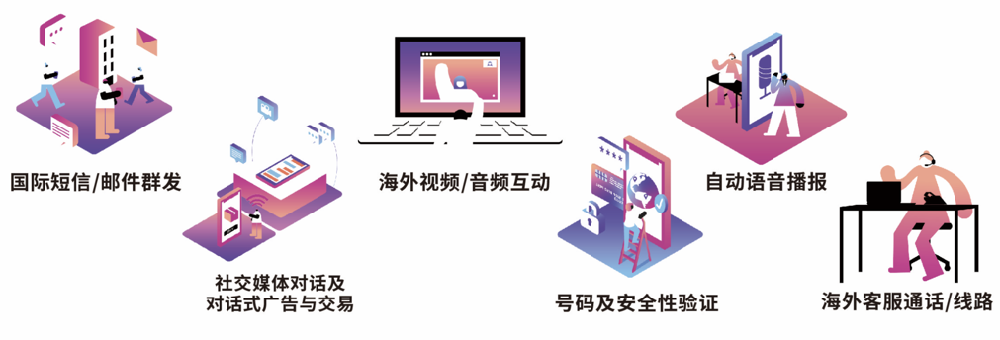 国际短信/邮件群发
社交媒体对话及
对话式广告与交易
海外视频/音频互动
号码及安全性验证
自动语音播报
海外客服通话/线路